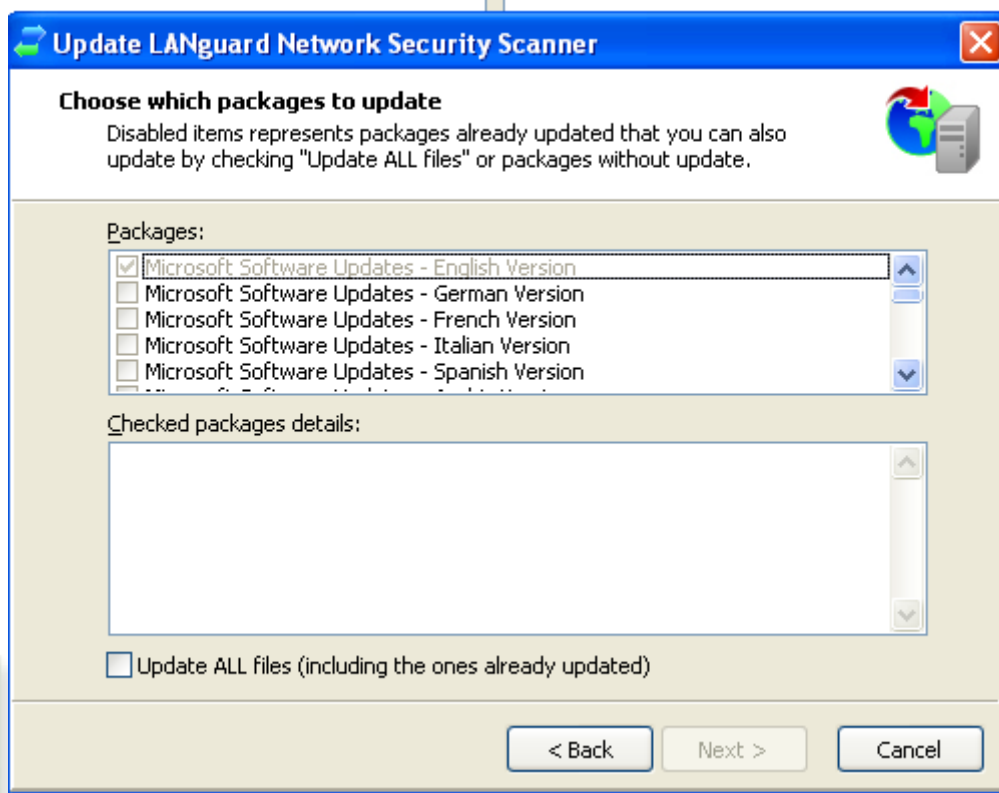 Update LANguard Network Security Scanner
Choose which packages to update
Disabled items represents packages already updated that you can also
update by checking "Update ALL files" or packages without update.
Packages:
Microsoft Software Updates - English Version
Microsoft Software Updates - German Version
Microsoft Software Updates - French Version
Microsoft Software Updates - Italian Version
Microsoft Software Updates - Spanish Version
Checked packages details:
Update ALL files (including the ones already updated)
< Back
Next >
Cancel